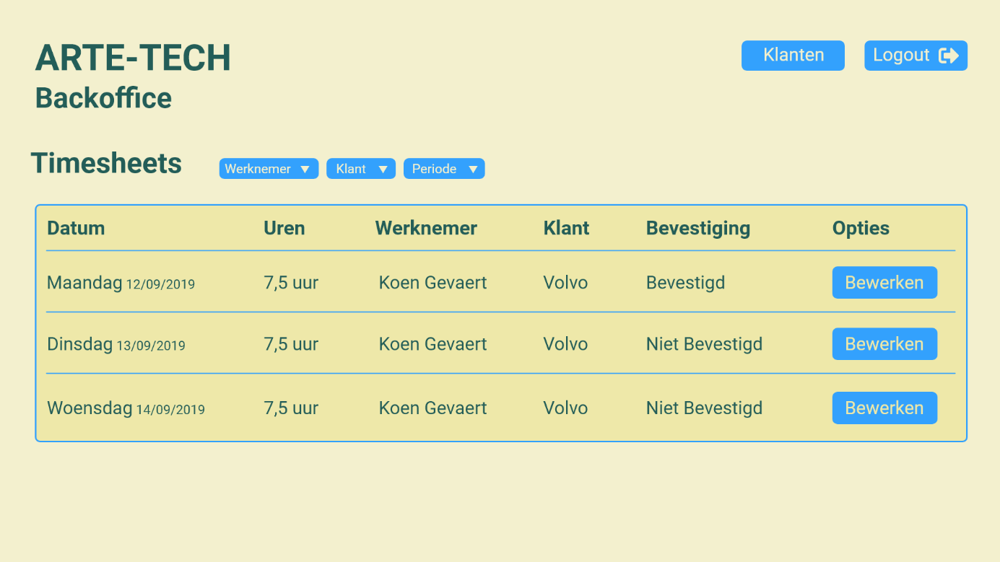 ARTE-TECH
Klanten
Logout
Backoffice
Timesheets
Werknemer
Klant
Periode
Datum Uren Werknemer Klant Bevestiging Opties
Maandag 12/09/2019 7,5 uur Koen Gevaert Volvo Bevestigd Bewerken
Dinsdag 13/09/2019 7,5 uur Koen Gevaert Volvo Niet Bevestigd Bewerken
Woensdag 14/09/2019 7,5 uur Koen Gevaert Volvo Niet Bevestigd Bewerken